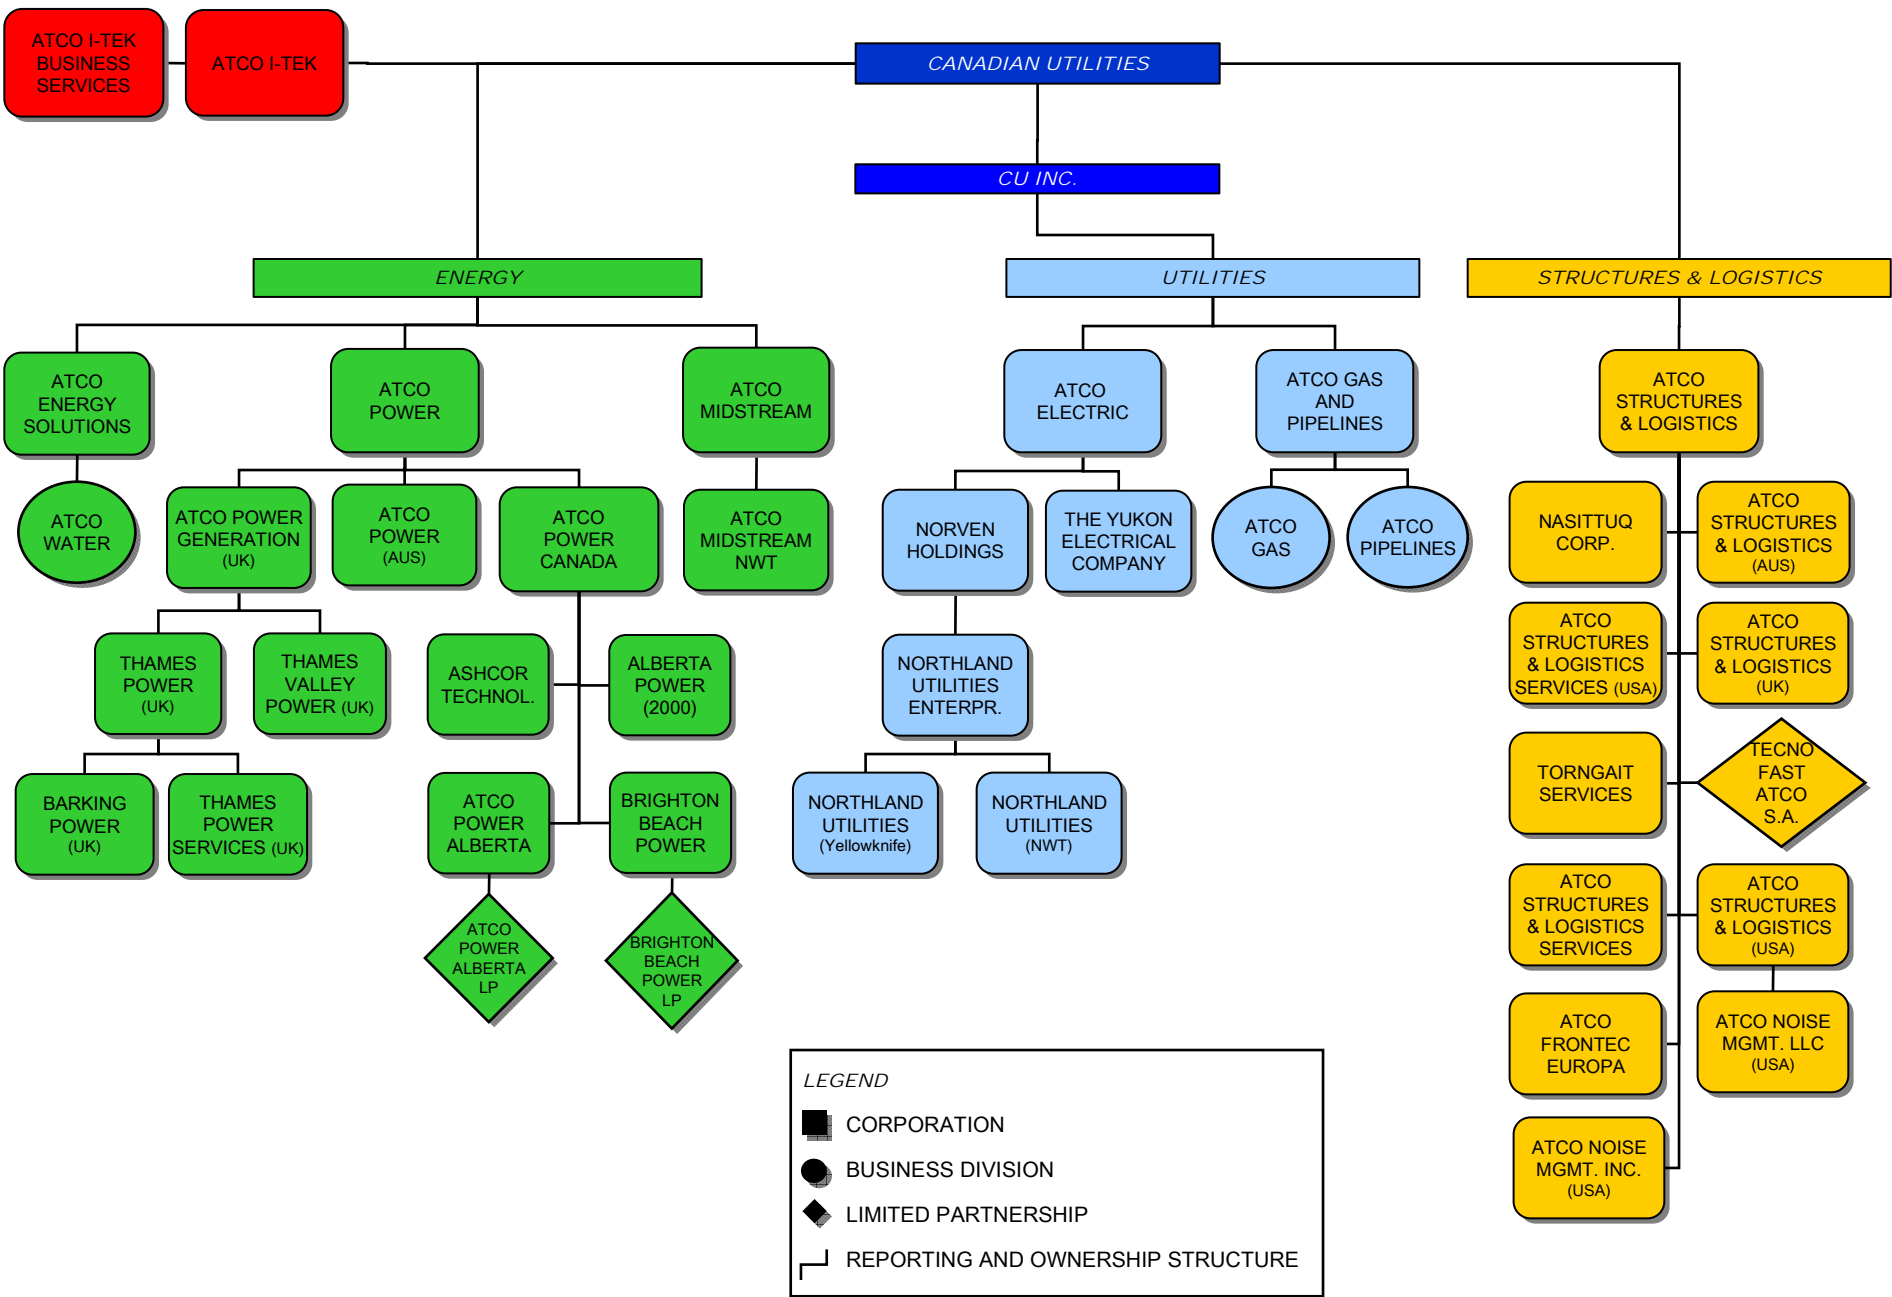 ATCO I-TEK
BUSINESS
SERVICES
ATCO I-TEK
CANADIAN UTILITIES
CU INC.
ENERGY
UTILITIES
STRUCTURES & LOGISTICS
ATCO
ENERGY
SOLUTIONS
ATCO
POWER
ATCO
MIDSTREAM
ATCO
ELECTRIC
ATCO GAS
AND
PIPELINES
ATCO
STRUCTURES
& LOGISTICS
ATCO
WATER
ATCO POWER
GENERATION
(UK)
ATCO
POWER
(AUS)
ATCO
POWER
CANADA
ATCO
MIDSTREAM
NWT
NORVEN
HOLDINGS
THE YUKON
ELECTRICAL
COMPANY
ATCO
GAS
ATCO
PIPELINES
NASITTUQ
CORP.
ATCO
STRUCTURES
& LOGISTICS
(AUS)
THAMES
POWER
(UK)
THAMES
VALLEY
POWER (UK)
ASHCOR
TECHNOL.
ALBERTA
POWER
(2000)
NORTHLAND
UTILITIES
ENTERPR.
ATCO
STRUCTURES
& LOGISTICS
SERVICES (USA)
ATCO
STRUCTURES
& LOGISTICS
(UK)
BARKING
POWER
(UK)
THAMES
POWER
SERVICES (UK)
ATCO
POWER
ALBERTA
BRIGHTON
BEACH
POWER
NORTHLAND
UTILITIES
(Yellowknife)
NORTHLAND
UTILITIES
(NWT)
TORNGAIT
SERVICES
TECNO
FAST
ATCO
S.A.
ATCO
POWER
ALBERTA
LP
BRIGHTON
BEACH
POWER
LP
ATCO
STRUCTURES
& LOGISTICS
SERVICES
ATCO
STRUCTURES
& LOGISTICS
(USA)
ATCO
FRONTEC
EUROPA
ATCO NOISE
MGMT. LLC
(USA)
ATCO NOISE
MGMT. INC.
(USA)
LEGEND
CORPORATION
BUSINESS DIVISION
LIMITED PARTNERSHIP
REPORTING AND OWNERSHIP STRUCTURE